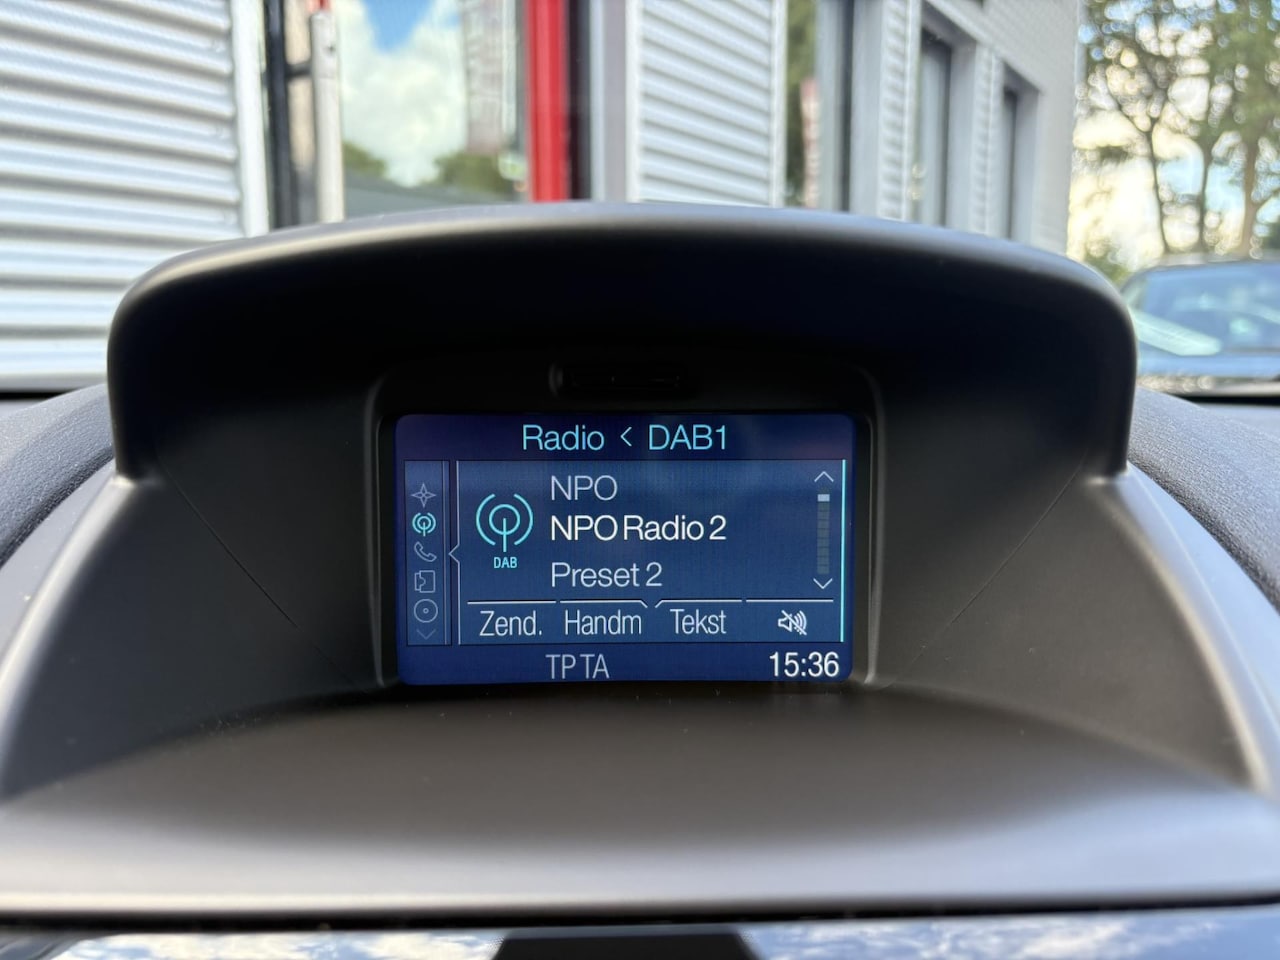 Radio < DAB1
NPO
NPO Radio 2
DAB
Preset 2
Zend. Handm Tekst
TP TA 15:36